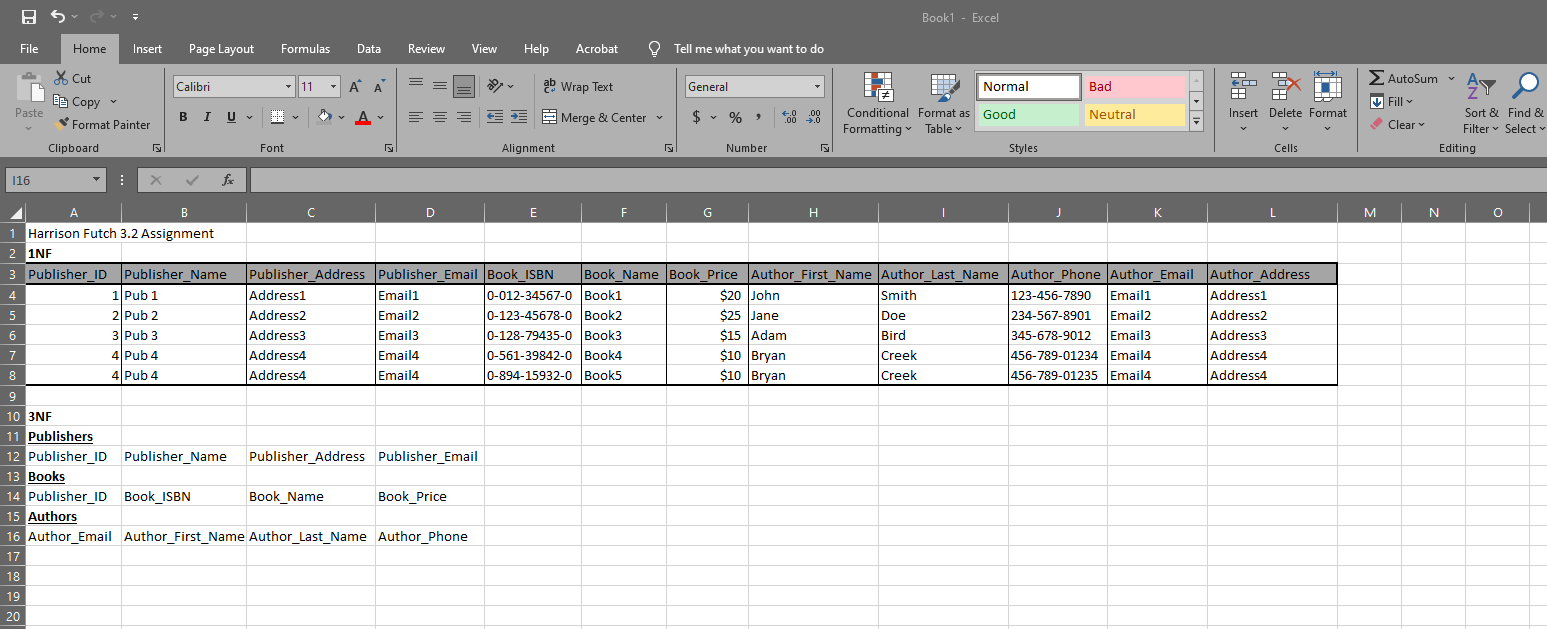 Book1 - Excel
File Home Insert Page Layout Formulas Data Review View Help Acrobat Tell me what you want to do
Paste
Cut
Copy
Format Painter
Clipboard
Calibri 11
B I U
A
Font
Wrap Text
Merge & Center
Alignment
General
$ % ,
Number
Conditional Formatting
Format as Table
Normal Bad
Good Neutral
Styles
Insert Delete Format
Cells
AutoSum
Fill
Clear
Sort & Filter
Find & Select
Editing
I16 fx
A B C D E F G H I J K L M N O
1 Harrison Futch 3.2 Assignment
2 1NF
3 Publisher_ID Publisher_Name Publisher_Address Publisher_Email Book_ISBN Book_Name Book_Price Author_First_Name Author_Last_Name Author_Phone Author_Email Author_Address
4 1 Pub 1 Address1 Email1 0-012-34567-0 Book1 $20 John Smith 123-456-7890 Email1 Address1
5 2 Pub 2 Address2 Email2 0-123-45678-0 Book2 $25 Jane Doe 234-567-8901 Email2 Address2
6 3 Pub 3 Address3 Email3 0-128-79435-0 Book3 $15 Adam Bird 345-678-9012 Email3 Address3
7 4 Pub 4 Address4 Email4 0-561-39842-0 Book4 $10 Bryan Creek 456-789-01234 Email4 Address4
8 4 Pub 4 Address4 Email4 0-894-15932-0 Book5 $10 Bryan Creek 456-789-01235 Email4 Address4
9
10 3NF
11 Publishers
12 Publisher_ID Publisher_Name Publisher_Address Publisher_Email
13 Books
14 Publisher_ID Book_ISBN Book_Name Book_Price
15 Authors
16 Author_Email Author_First_Name Author_Last_Name Author_Phone
17
18
19
20